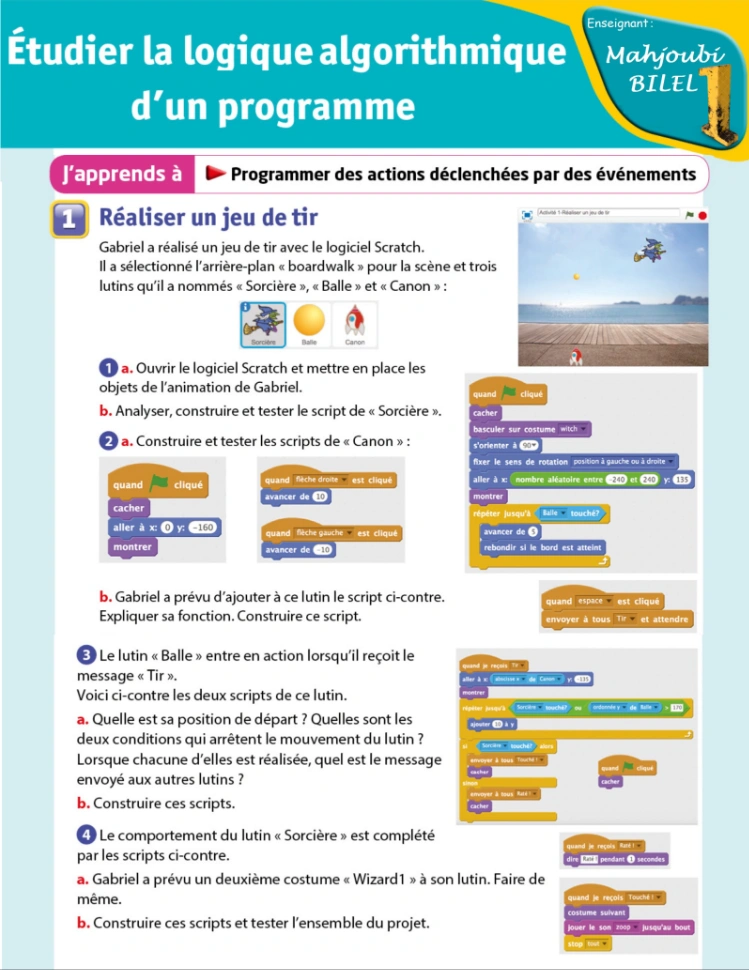 Étudier la logique algorithmique
d'un programme
Enseignant :
Mahjoubi
BILEL
1
J'apprends à
Programmer des actions déclenchées par des événements
1 Réaliser un jeu de tir
Gabriel a réalisé un jeu de tir avec le logiciel Scratch.
Il a sélectionné l'arrière-plan « boardwalk » pour la scène et trois
lutins qu'il a nommés « Sorcière », « Balle » et « Canon » :
Sorcière Balle Canon
Activité 1-Réaliser un jeu de tir
1 a. Ouvrir le logiciel Scratch et mettre en place les
objets de l'animation de Gabriel.
b. Analyser, construire et tester le script de « Sorcière ».
quand cliqué
cacher
basculer sur costume witch
s'orienter à 90
fixer le sens de rotation position à gauche ou à droite
aller à x: nombre aléatoire entre -240 et 240 y: 135
montrer
répéter jusqu'à Balle touché?
avancer de 5
rebondir si le bord est atteint
2 a. Construire et tester les scripts de « Canon » :
quand cliqué
cacher
aller à x: 0 y: -160
montrer
quand flèche droite est cliqué
avancer de 10
quand flèche gauche est cliqué
avancer de -10
b. Gabriel a prévu d'ajouter à ce lutin le script ci-contre.
Expliquer sa fonction. Construire ce script.
quand espace est cliqué
envoyer à tous Tir et attendre
3 Le lutin « Balle » entre en action lorsqu'il reçoit le
message « Tir ».
Voici ci-contre les deux scripts de ce lutin.
a. Quelle est sa position de départ ? Quelles sont les
deux conditions qui arrêtent le mouvement du lutin ?
Lorsque chacune d'elles est réalisée, quel est le message
envoyé aux autres lutins ?
b. Construire ces scripts.
quand je reçois Tir
aller à x: abscisse x de Canon y: -135
montrer
répéter jusqu'à Sorcière touché? ou ordonnée y de Balle > 170
ajouter 10 à y
si Sorcière touché? alors
envoyer à tous Touché !
cacher
sinon
envoyer à tous Raté !
cacher
quand cliqué
cacher
4 Le comportement du lutin « Sorcière » est complété
par les scripts ci-contre.
a. Gabriel a prévu un deuxième costume « Wizard1 » à son lutin. Faire de
même.
b. Construire ces scripts et tester l'ensemble du projet.
quand je reçois Raté !
dire Raté ! pendant 1 secondes
quand je reçois Touché !
costume suivant
jouer le son zoop jusqu'au bout
stop tout